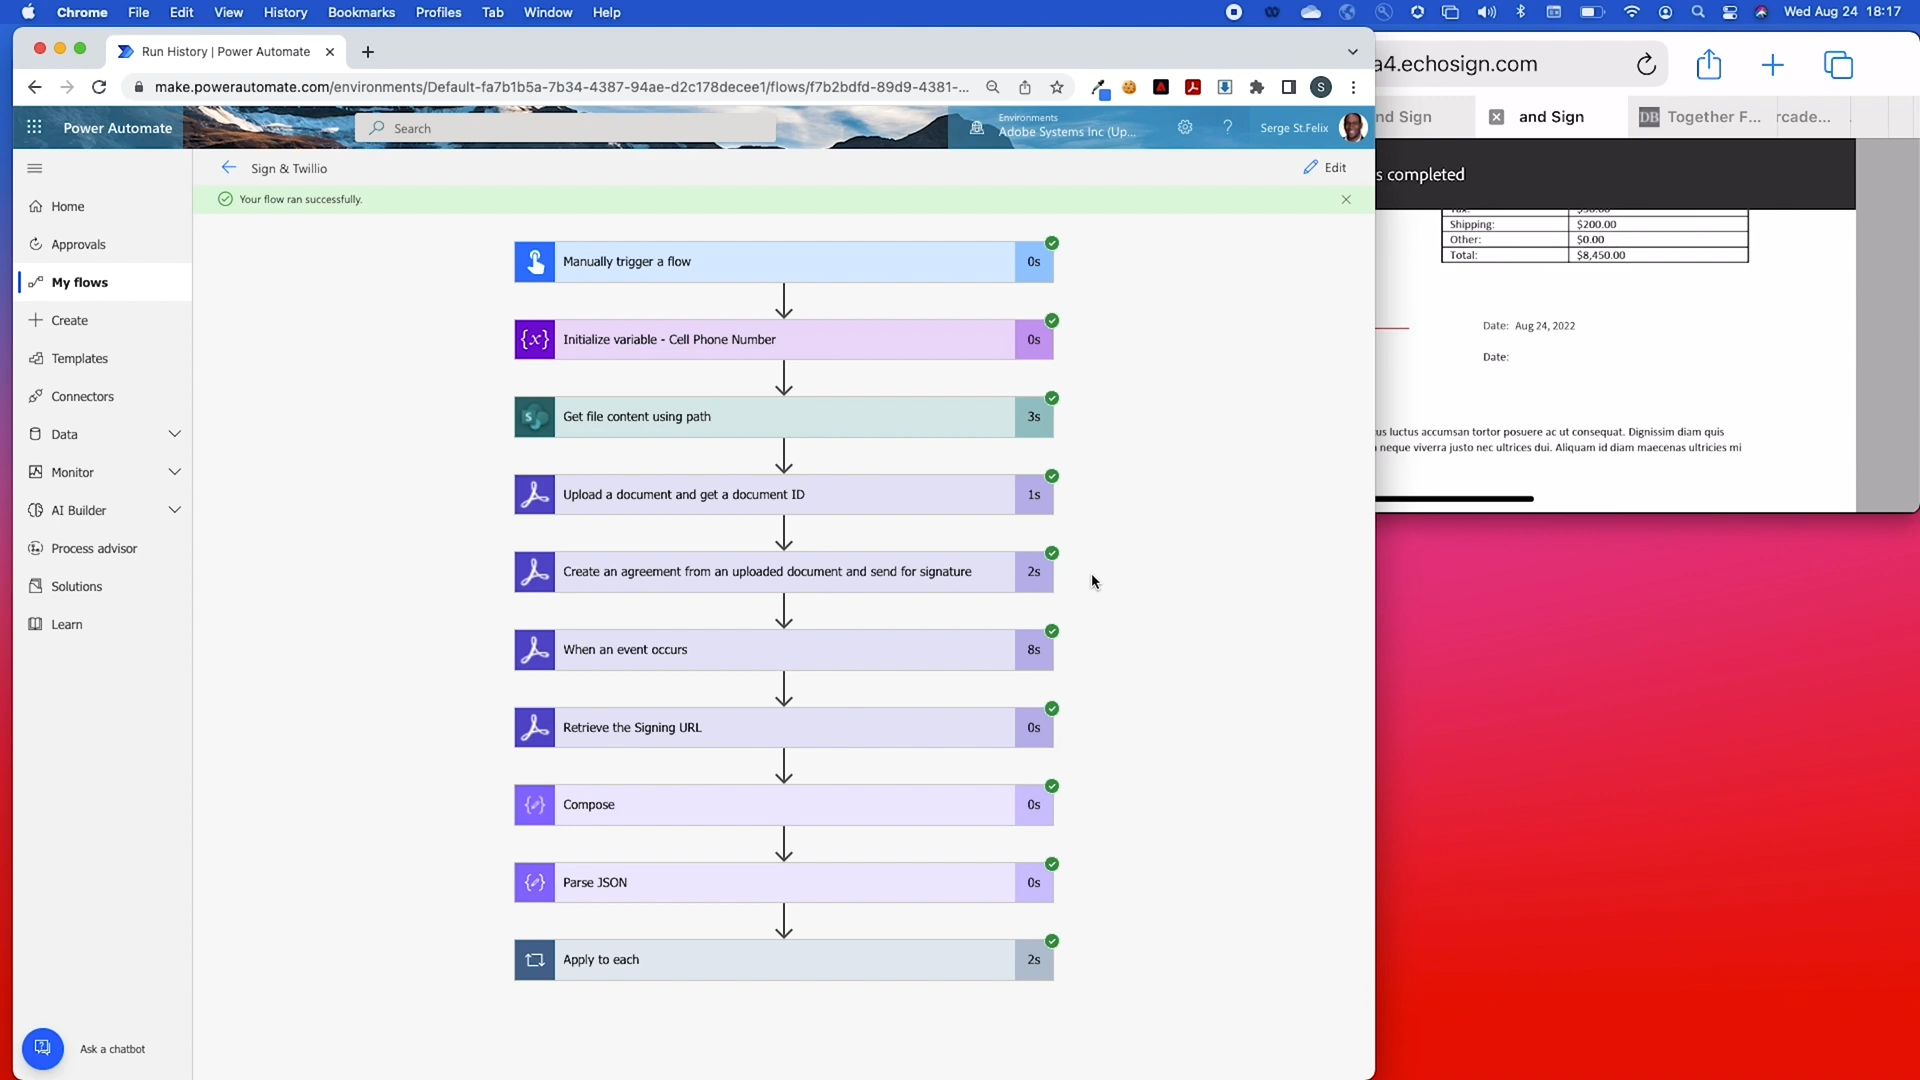 Chrome File Edit View History Bookmarks Profiles Tab Window Help
Wed Aug 24 18:17
Run History | Power Automate
make.powerautomate.com/environments/Default-fa7b1b5a-7b34-4387-94ae-d2c178decee1/flows/f7b2bdfd-89d9-4381-...
S
Power Automate
Search
Environments
Adobe Systems Inc (Up...
?
Serge St.Felix
Sign & Twillio
Edit
Your flow ran successfully.
Home
Approvals
My flows
Create
Templates
Connectors
Data
Monitor
AI Builder
Process advisor
Solutions
Learn
Ask a chatbot
Manually trigger a flow 0s
{x} Initialize variable - Cell Phone Number 0s
Get file content using path 3s
Upload a document and get a document ID 1s
Create an agreement from an uploaded document and send for signature 2s
When an event occurs 8s
Retrieve the Signing URL 0s
Compose 0s
Parse JSON 0s
Apply to each 2s
a4.echosign.com
nd Sign
and Sign
DB Together F... rcade...
s completed
Shipping: $200.00
Other: $0.00
Total: $8,450.00
Date: Aug 24, 2022
Date:
us luctus accumsan tortor posuere ac ut consequat. Dignissim diam quis
neque viverra justo nec ultrices dui. Aliquam id diam maecenas ultricies mi